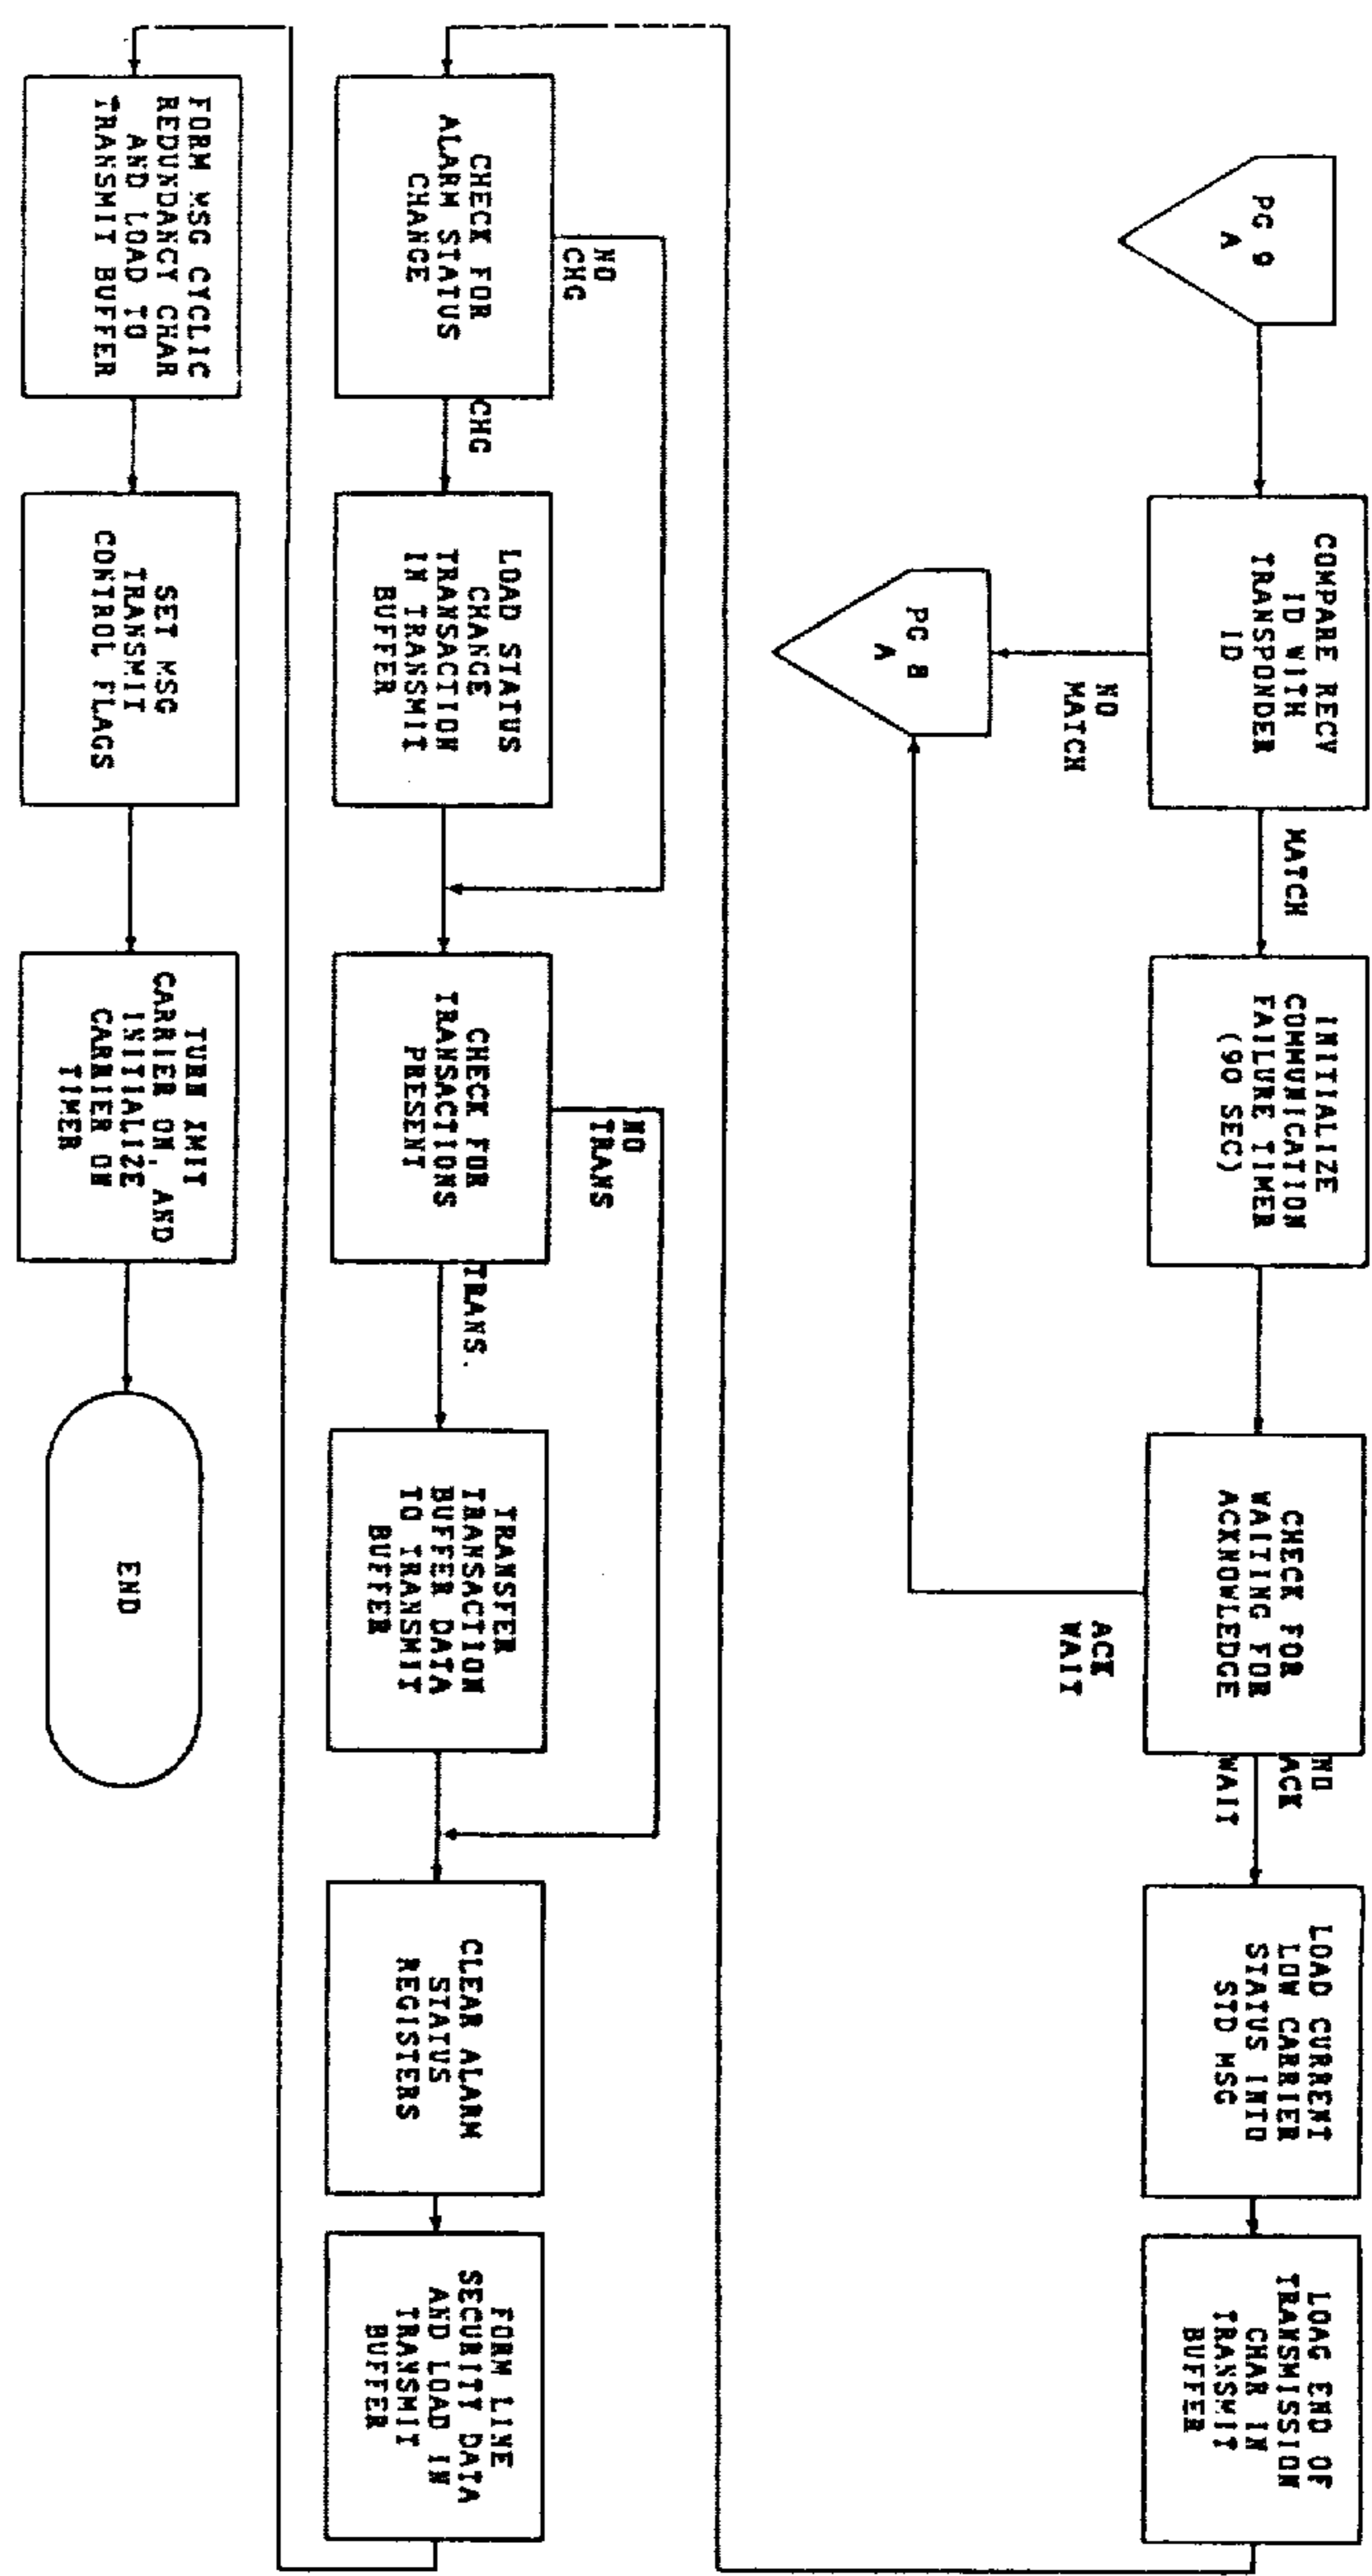 PG 9
A
COMPARE RECV
ID WITH
TRANSPONDER
ID
NO
MATCH
PG 8
A
MATCH
INITIALIZE
COMMUNICATION
FAILURE TIMER
(90 SEC)
CHECK FOR
WAITING FOR
ACKNOWLEDGE
ACK
WAIT
NO
ACK
WAIT
LOAD CURRENT
LOW CARRIER
STATUS INTO
STD MSG
LOAG END OF
TRANSMISSION
CHAR IN
TRANSMIT
BUFFER
CHECK FOR
ALARM STATUS
CHANGE
NO
CHG
CHG
LOAD STATUS
CHANGE
TRANSACTION
IN TRANSMIT
BUFFER
CHECK FOR
TRANSACTIONS
PRESENT
NO
TRANS
TRANS.
TRANSFER
TRANSACTION
BUFFER DATA
TO TRANSMIT
BUFFER
CLEAR ALARM
STATUS
REGISTERS
FORM LINE
SECURITY DATA
AND LOAD IN
TRANSMIT
BUFFER
FORM MSG CYCLIC
REDUNDANCY CHAR
AND LOAD TO
TRANSMIT BUFFER
SET MSG
TRANSMIT
CONTROL FLAGS
TURN XMIT
CARRIER ON, AND
INITIALIZE
CARRIER ON
TIMER
END